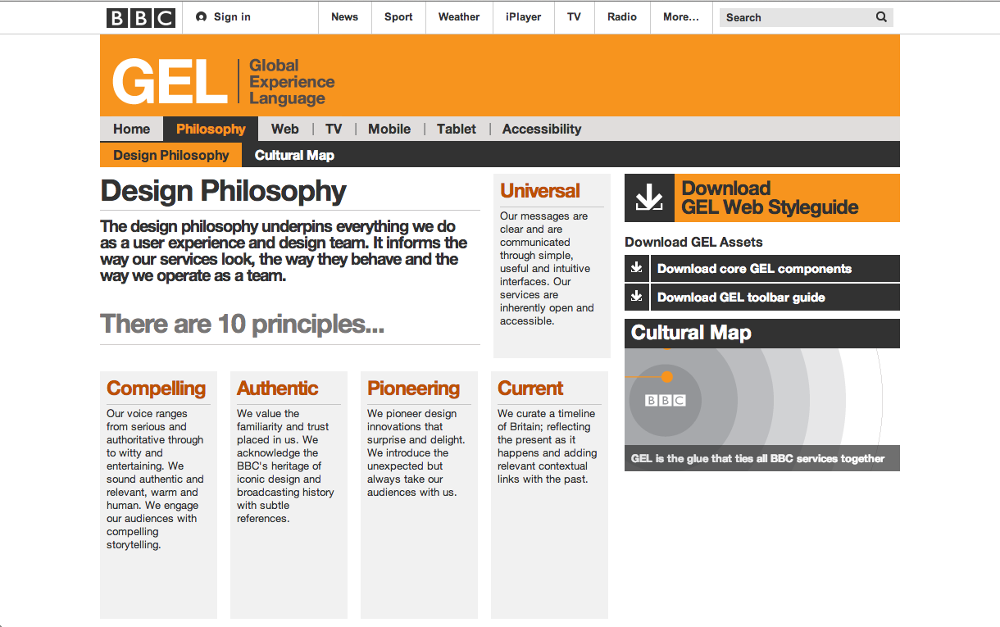 BBC
Sign in
News
Sport
Weather
iPlayer
TV
Radio
More...
Search
GEL
Global
Experience
Language
Home
Philosophy
Web
TV
Mobile
Tablet
Accessibility
Design Philosophy
Cultural Map
Design Philosophy
The design philosophy underpins everything we do
as a user experience and design team. It informs the
way our services look, the way they behave and the
way we operate as a team.
There are 10 principles...
Universal
Our messages are
clear and are
communicated
through simple,
useful and intuitive
interfaces. Our
services are
inherently open and
accessible.
Compelling
Our voice ranges
from serious and
authoritative through
to witty and
entertaining. We
sound authentic and
relevant, warm and
human. We engage
our audiences with
compelling
storytelling.
Authentic
We value the
familiarity and trust
placed in us. We
acknowledge the
BBC's heritage of
iconic design and
broadcasting history
with subtle
references.
Pioneering
We pioneer design
innovations that
surprise and delight.
We introduce the
unexpected but
always take our
audiences with us.
Current
We curate a timeline
of Britain; reflecting
the present as it
happens and adding
relevant contextual
links with the past.
Download
GEL Web Styleguide
Download GEL Assets
Download core GEL components
Download GEL toolbar guide
Cultural Map
BBC
GEL is the glue that ties all BBC services together